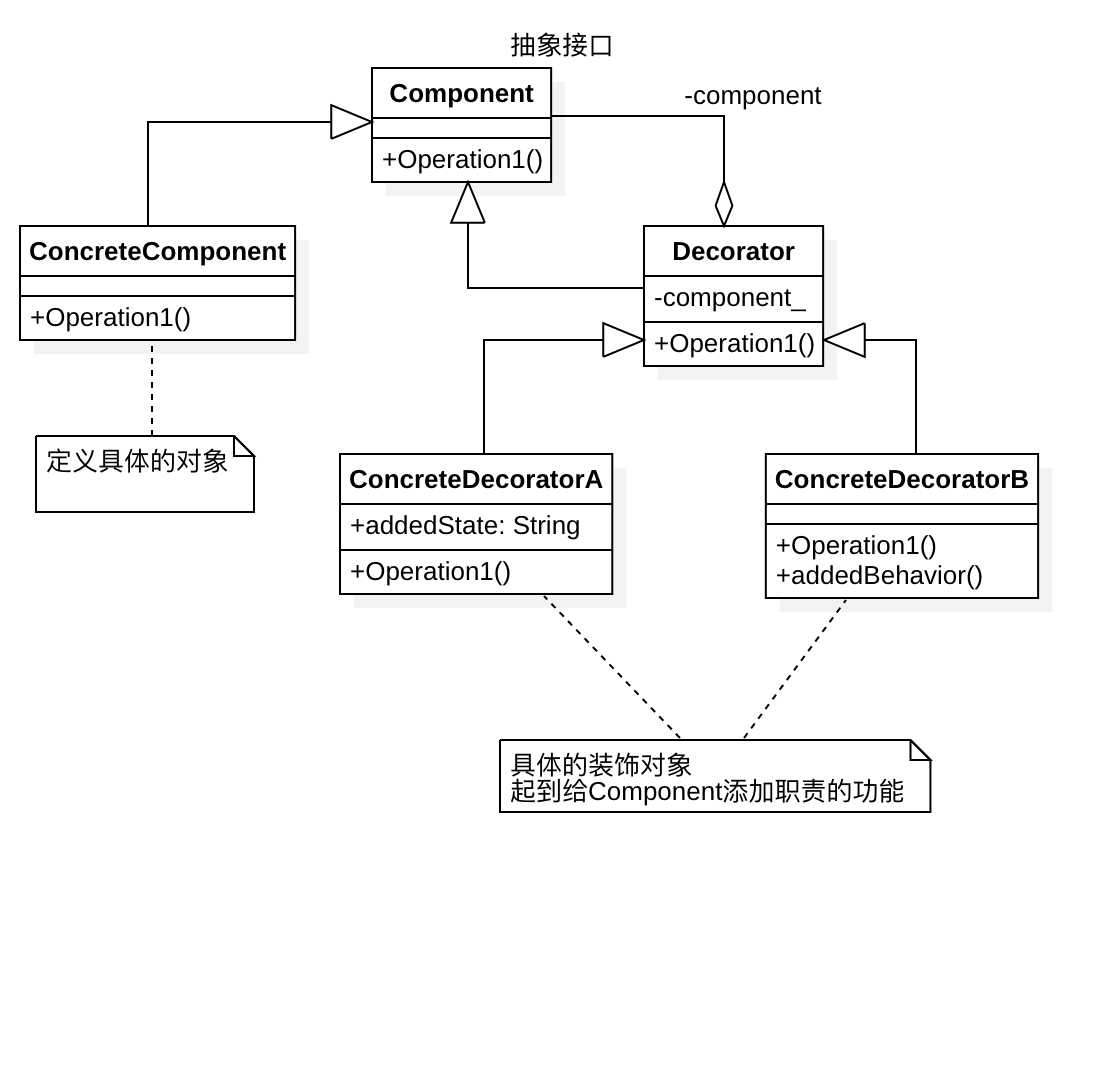 抽象接口
Component
-component
+Operation1()
ConcreteComponent
+Operation1()
Decorator
-component_
+Operation1()
定义具体的对象
ConcreteDecoratorA
+addedState: String
+Operation1()
ConcreteDecoratorB
+Operation1()
+addedBehavior()
具体的装饰对象
起到给Component添加职责的功能